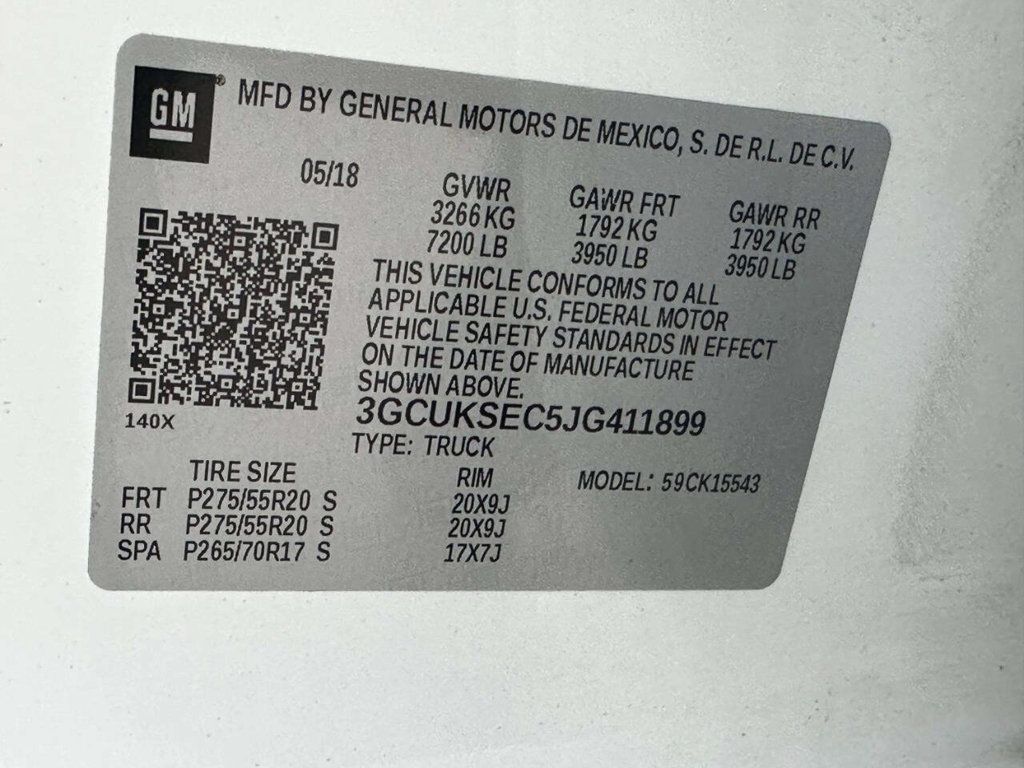 GM® MFD BY GENERAL MOTORS DE MEXICO, S. DE R.L. DE C.V.
05/18 GVWR GAWR FRT GAWR RR
3266 KG 1792 KG 1792 KG
7200 LB 3950 LB 3950 LB
THIS VEHICLE CONFORMS TO ALL
APPLICABLE U.S. FEDERAL MOTOR
VEHICLE SAFETY STANDARDS IN EFFECT
ON THE DATE OF MANUFACTURE
SHOWN ABOVE.
140X 3GCUKSEC5JG411899
TYPE: TRUCK
TIRE SIZE RIM MODEL: 59CK15543
FRT P275/55R20 S 20X9J
RR P275/55R20 S 20X9J
SPA P265/70R17 S 17X7J